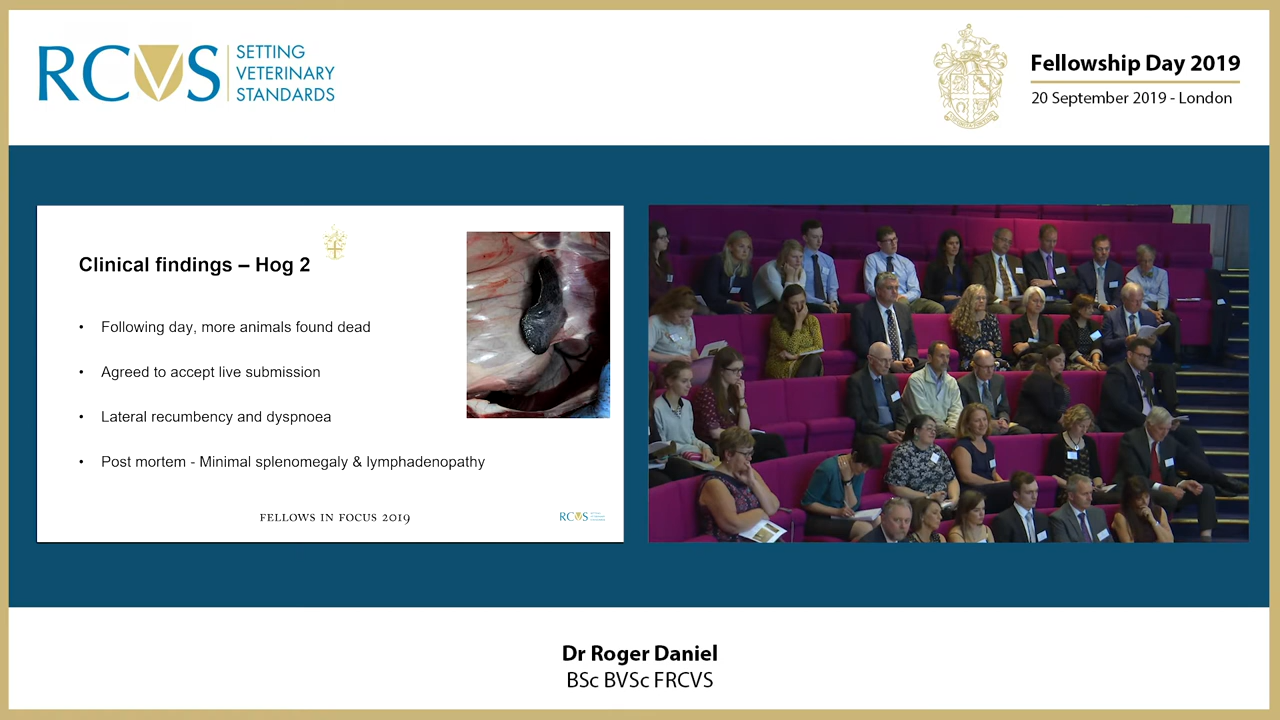 RCVS
SETTING
VETERINARY
STANDARDS
Fellowship Day 2019
20 September 2019 - London
Clinical findings – Hog 2
• Following day, more animals found dead
• Agreed to accept live submission
• Lateral recumbency and dyspnoea
• Post mortem - Minimal splenomegaly & lymphadenopathy
FELLOWS IN FOCUS 2019
RCVS
Dr Roger Daniel
BSc BVSc FRCVS